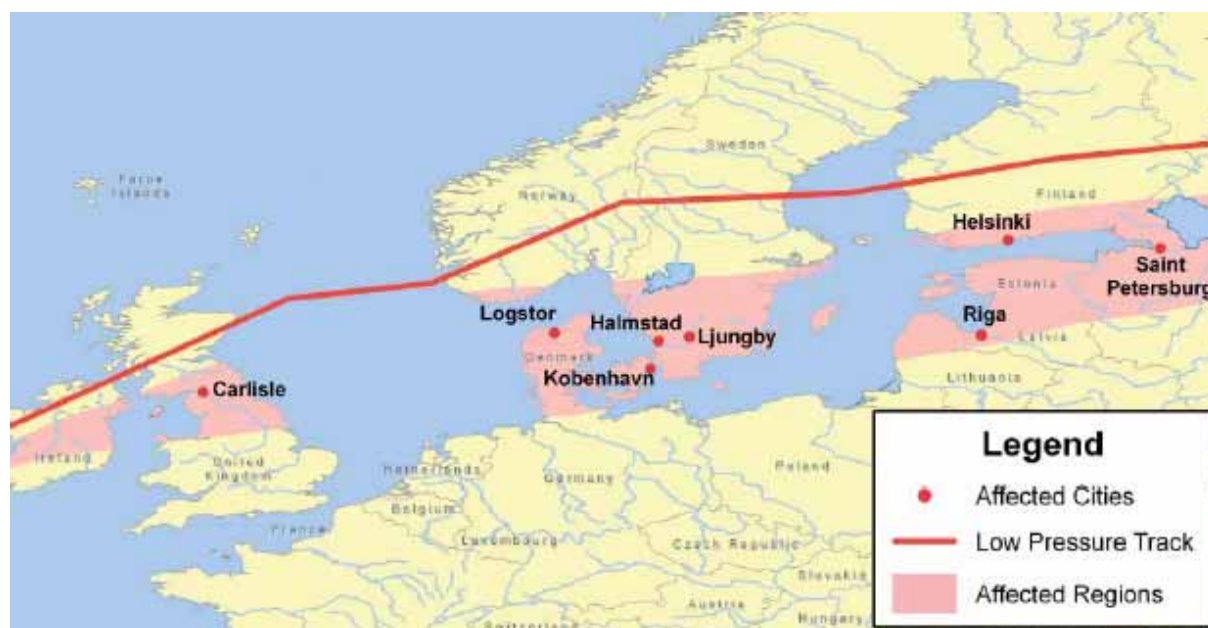 Faroe
Islands
Sweden
Norway
Finland
Helsinki
Saint
Petersburg
Estonia
Logstor
Halmstad
Ljungby
Riga
Latvia
Denmark
Kobenhavn
Carlisle
Lithuania
Ireland
United
Kingdom
Netherlands
Germany
Poland
Belgium
France
Luxembourg
Czech Republic
Slovakia
Austria
Hungary
Switzerland
Legend
Affected Cities
Low Pressure Track
Affected Regions